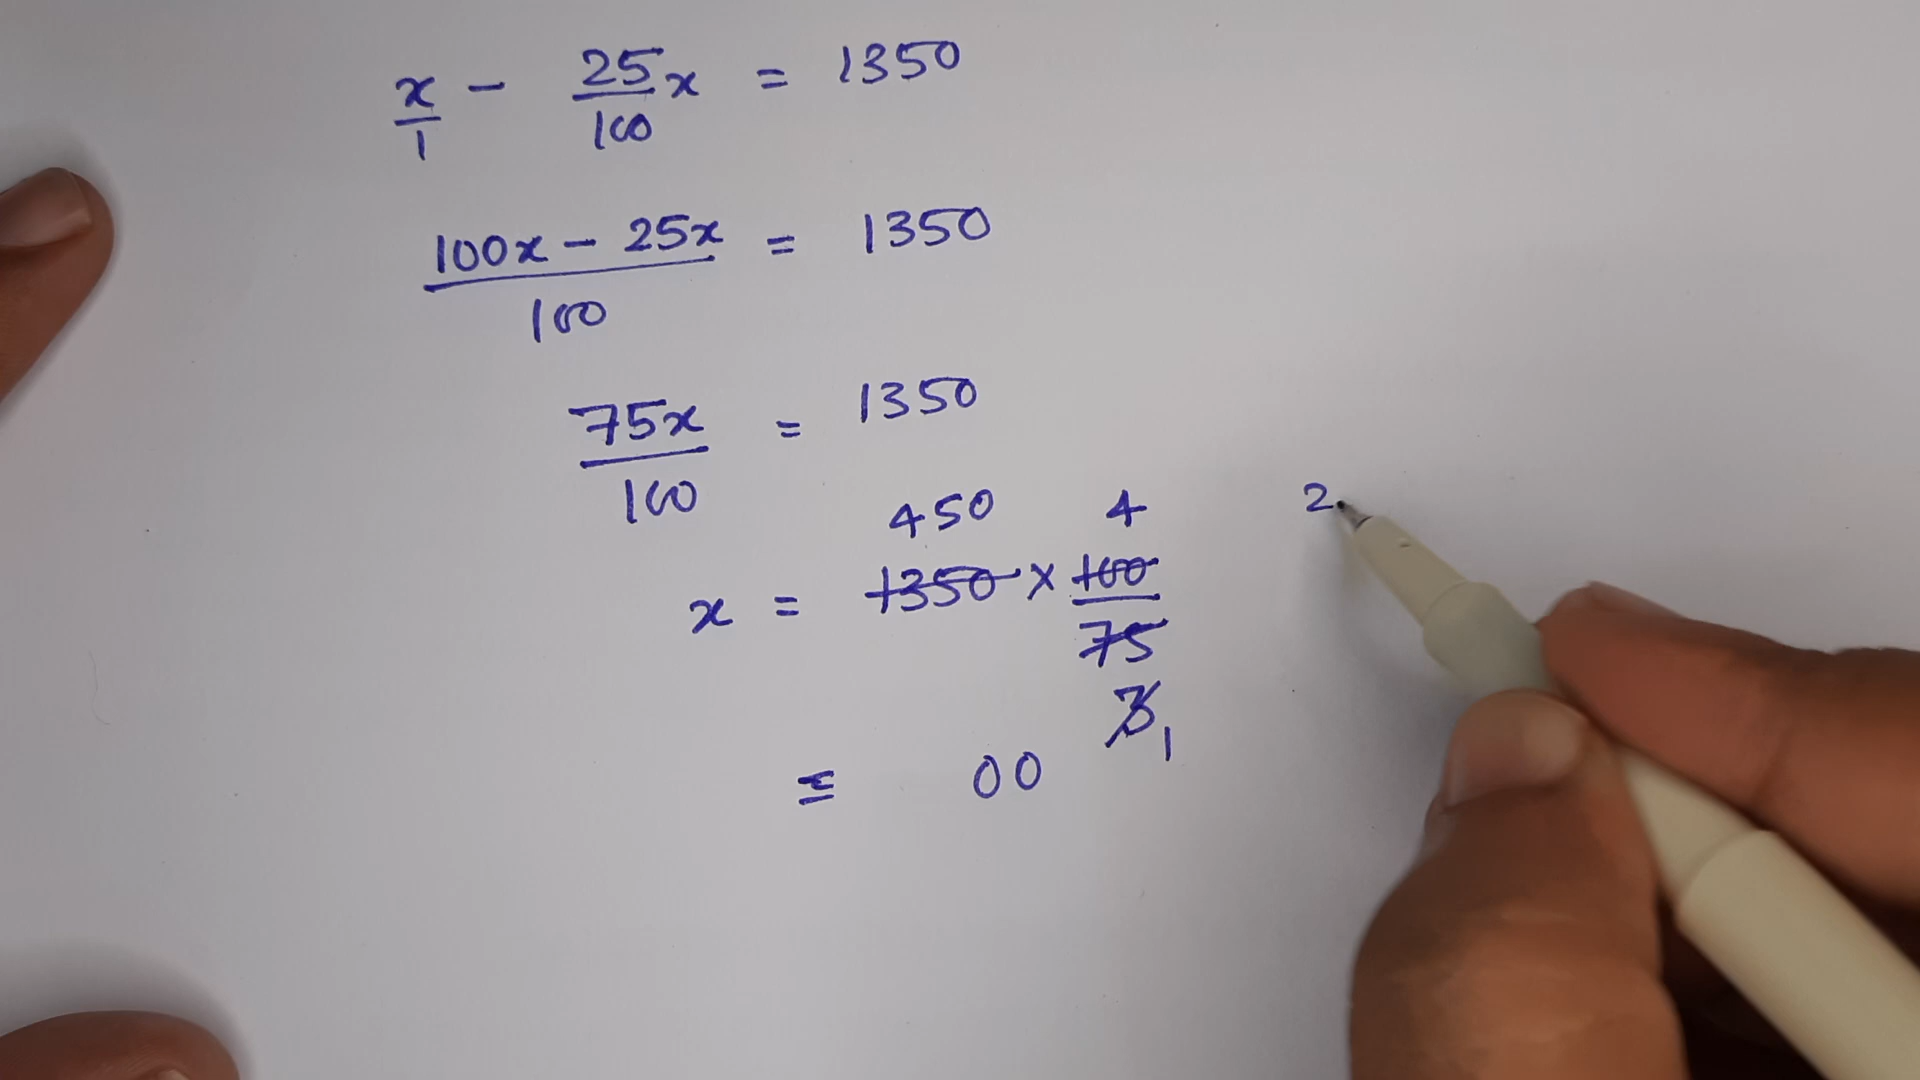 x/1 - 25/100 x = 1350
100x - 25x / 100 = 1350
75x/100 = 1350
450 4 2
x = 1350 x 100/75
3 1
= 00